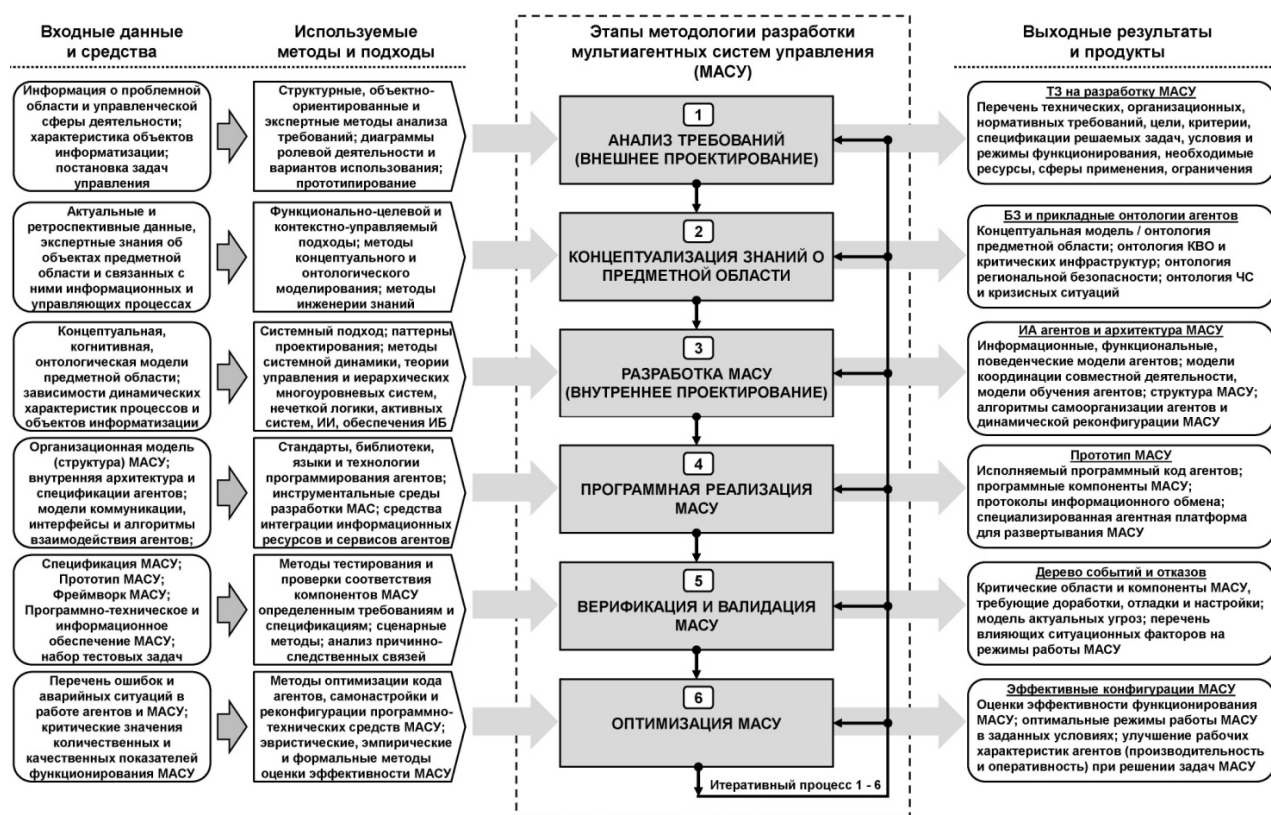 Входные данные
и средства
Используемые
методы и подходы
Этапы методологии разработки
мультиагентных систем управления
(МАСУ)
Выходные результаты
и продукты
Информация о проблемной
области и управленческой
сферы деятельности;
характеристика объектов
информатизации;
постановка задач
управления
Структурные, объектно-
ориентированные и
экспертные методы анализа
требований; диаграммы
ролевой деятельности и
вариантов использования;
прототипирование
1
АНАЛИЗ ТРЕБОВАНИЙ
(ВНЕШНЕЕ ПРОЕКТИРОВАНИЕ)
ТЗ на разработку МАСУ
Перечень технических, организационных,
нормативных требований, цели, критерии,
спецификации решаемых задач, условия и
режимы функционирования, необходимые
ресурсы, сферы применения, ограничения
Актуальные и
ретроспективные данные,
экспертные знания об
объектах предметной
области и связанных с
ними информационных и
управляющих процессах
Функционально-целевой и
контекстно-управляемый
подходы; методы
концептуального и
онтологического
моделирования; методы
инженерии знаний
2
КОНЦЕПТУАЛИЗАЦИЯ ЗНАНИЙ О
ПРЕДМЕТНОЙ ОБЛАСТИ
БЗ и прикладные онтологии агентов
Концептуальная модель / онтология
предметной области; онтология КВО и
критических инфраструктур; онтология
региональной безопасности; онтология ЧС
и кризисных ситуаций
Концептуальная,
когнитивная,
онтологическая модели
предметной области;
зависимости динамических
характеристик процессов и
объектов информатизации
Системный подход; паттерны
проектирования; методы
системной динамики, теории
управления и иерархических
многоуровневых систем,
нечеткой логики, активных
систем, ИИ, обеспечения ИБ
3
РАЗРАБОТКА МАСУ
(ВНУТРЕННЕЕ ПРОЕКТИРОВАНИЕ)
ИА агентов и архитектура МАСУ
Информационные, функциональные,
поведенческие модели агентов; модели
координации совместной деятельности,
модели обучения агентов; структура МАСУ;
алгоритмы самоорганизации агентов и
динамической реконфигурации МАСУ
Организационная модель
(структура) МАСУ;
внутренняя архитектура и
спецификации агентов;
модели коммуникации,
интерфейсы и алгоритмы
взаимодействия агентов;
Стандарты, библиотеки,
языки и технологии
программирования агентов;
инструментальные среды
разработки МАС; средства
интеграции информационных
ресурсов и сервисов агентов
4
ПРОГРАММНАЯ РЕАЛИЗАЦИЯ
МАСУ
Прототип МАСУ
Исполняемый программный код агентов;
программные компоненты МАСУ;
протоколы информационного обмена;
специализированная агентная платформа
для развертывания МАСУ
Спецификация МАСУ;
Прототип МАСУ;
Фреймворк МАСУ;
Программно-техническое и
информационное
обеспечение МАСУ;
набор тестовых задач
Методы тестирования и
проверки соответствия
компонентов МАСУ
определенным требованиям и
спецификациям; сценарные
методы; анализ причинно-
следственных связей
5
ВЕРИФИКАЦИЯ И ВАЛИДАЦИЯ
МАСУ
Дерево событий и отказов
Критические области и компоненты МАСУ,
требующие доработки, отладки и настройки;
модель актуальных угроз; перечень
влияющих ситуационных факторов на
режимы работы МАСУ
Перечень ошибок и
аварийных ситуаций в
работе агентов и МАСУ;
критические значения
количественных и
качественных показателей
функционирования МАСУ
Методы оптимизации кода
агентов, самонастройки и
реконфигурации программно-
технических средств МАСУ;
эвристические, эмпирические
и формальные методы
оценки эффективности МАСУ
6
ОПТИМИЗАЦИЯ МАСУ
Эффективные конфигурации МАСУ
Оценки эффективности функционирования
МАСУ; оптимальные режимы работы МАСУ
в заданных условиях; улучшение рабочих
характеристик агентов (производительность
и оперативность) при решении задач МАСУ
Итеративный процесс 1 - 6